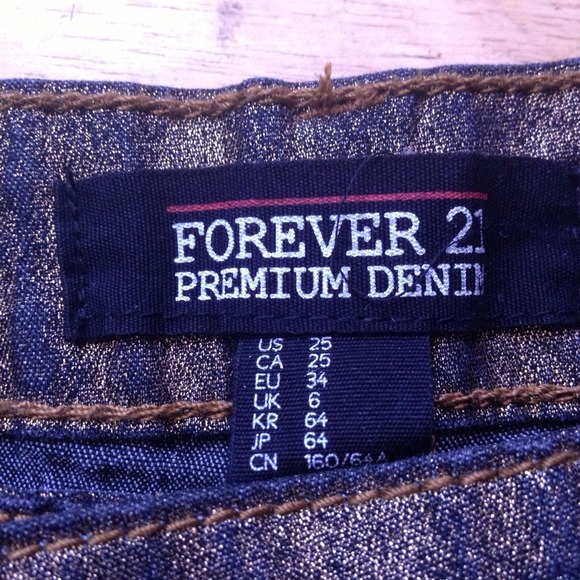 FOREVER 21
PREMIUM DENIM
US 25
CA 25
EU 34
UK 6
KR 64
JP 64
CN 160/64A